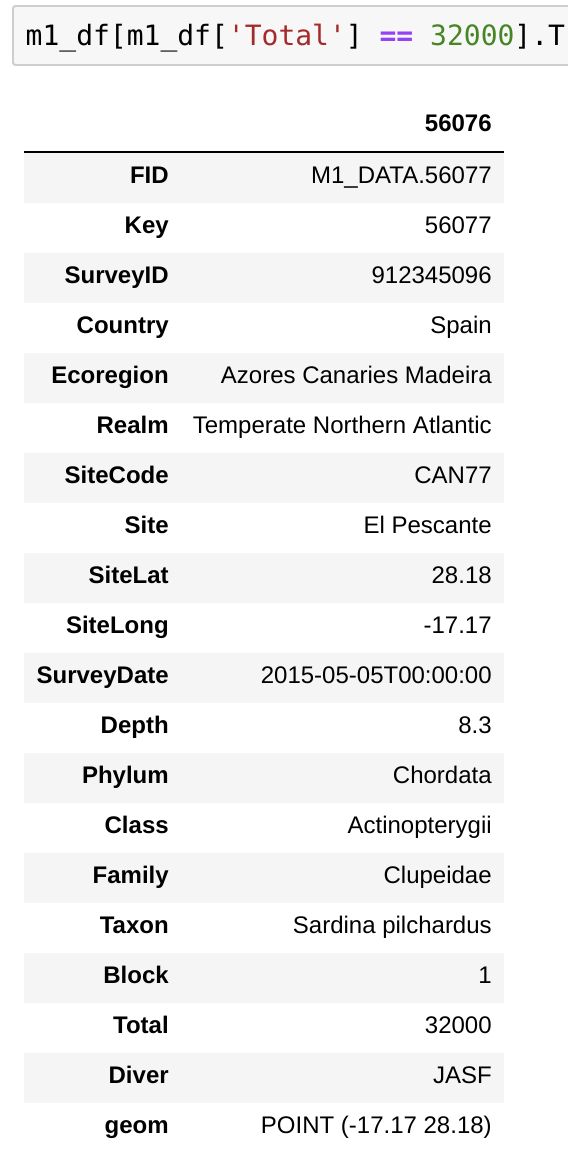 m1_df[m1_df['Total'] == 32000].T
56076
FID M1_DATA.56077
Key 56077
SurveyID 912345096
Country Spain
Ecoregion Azores Canaries Madeira
Realm Temperate Northern Atlantic
SiteCode CAN77
Site El Pescante
SiteLat 28.18
SiteLong -17.17
SurveyDate 2015-05-05T00:00:00
Depth 8.3
Phylum Chordata
Class Actinopterygii
Family Clupeidae
Taxon Sardina pilchardus
Block 1
Total 32000
Diver JASF
geom POINT (-17.17 28.18)